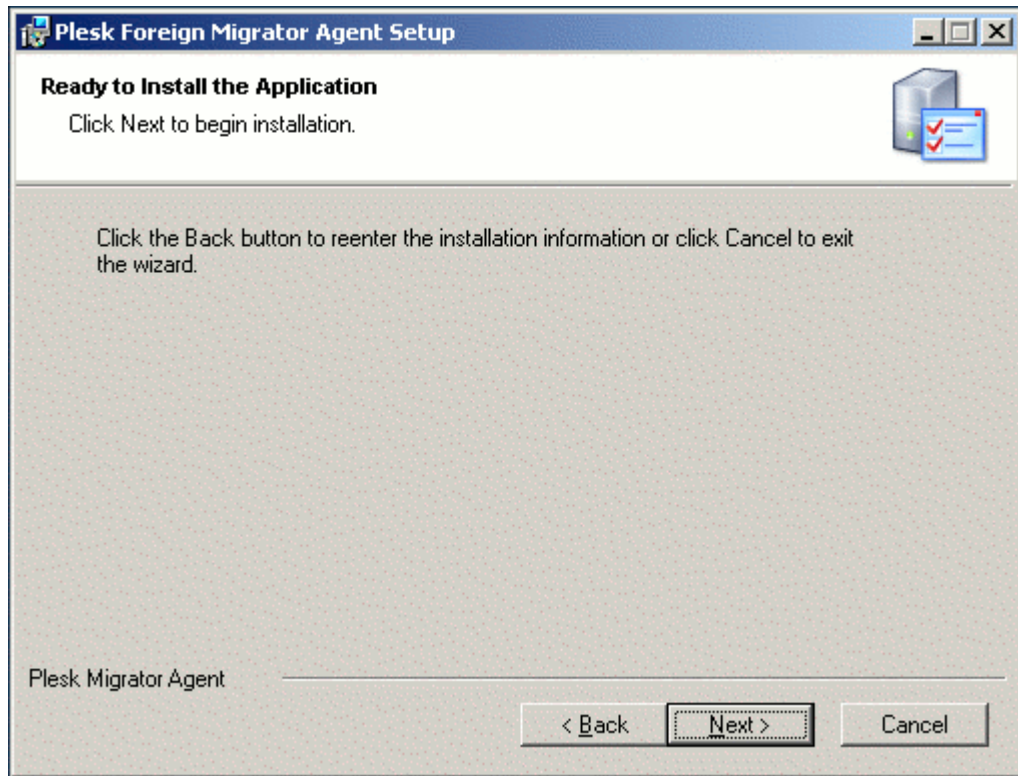 Plesk Foreign Migrator Agent Setup
Ready to Install the Application
Click Next to begin installation.
Click the Back button to reenter the installation information or click Cancel to exit
the wizard.
Plesk Migrator Agent
< Back Next > Cancel